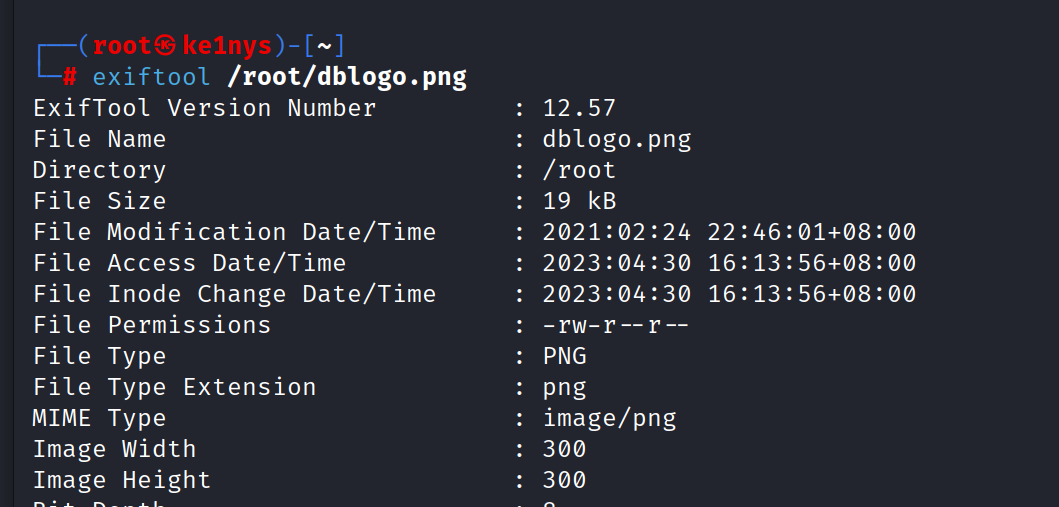 ┌──(root㉿ke1nys)-[~]
└─# exiftool /root/dblogo.png
ExifTool Version Number : 12.57
File Name : dblogo.png
Directory : /root
File Size : 19 kB
File Modification Date/Time : 2021:02:24 22:46:01+08:00
File Access Date/Time : 2023:04:30 16:13:56+08:00
File Inode Change Date/Time : 2023:04:30 16:13:56+08:00
File Permissions : -rw-r--r--
File Type : PNG
File Type Extension : png
MIME Type : image/png
Image Width : 300
Image Height : 300